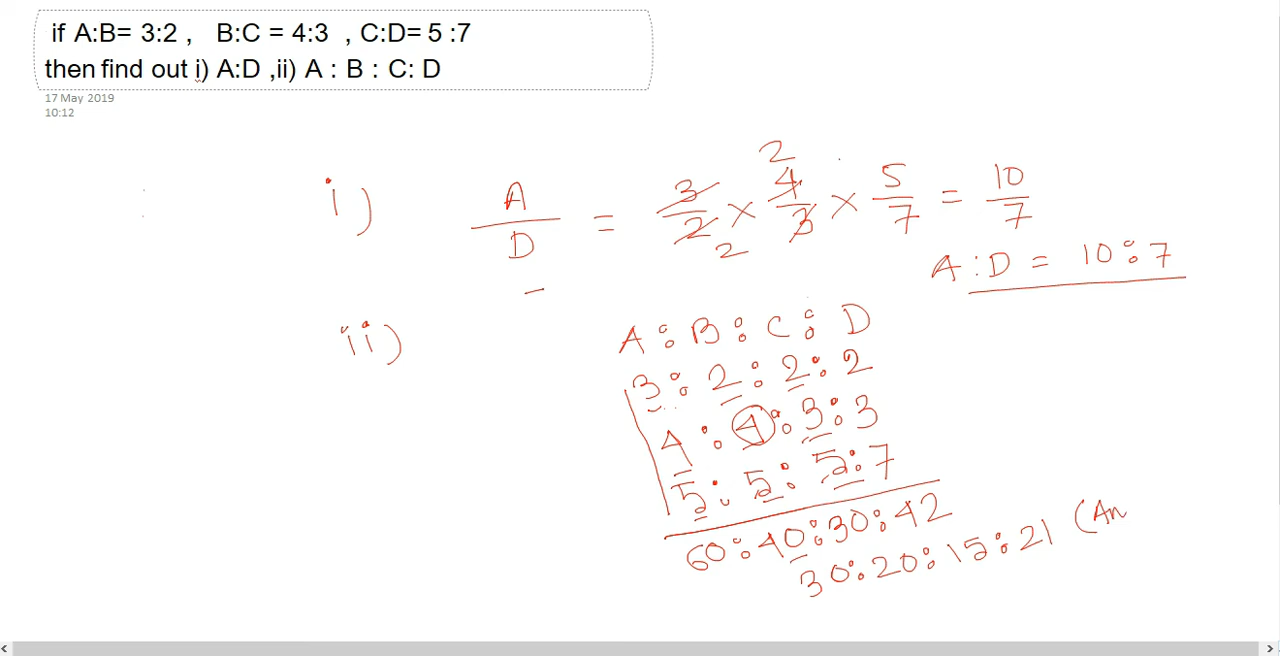 if A:B= 3:2 , B:C = 4:3 , C:D= 5 :7
then find out i) A:D ,ii) A : B : C: D
17 May 2019
10:12
i) A/D = 3/2 × 4/3 × 5/7 = 10/7
2
2
A:D = 10:7
ii) A:B:C:D
3:2:2:2
4:4:3:3
5:5:5:7
60:40:30:42
30:20:15:21 (An